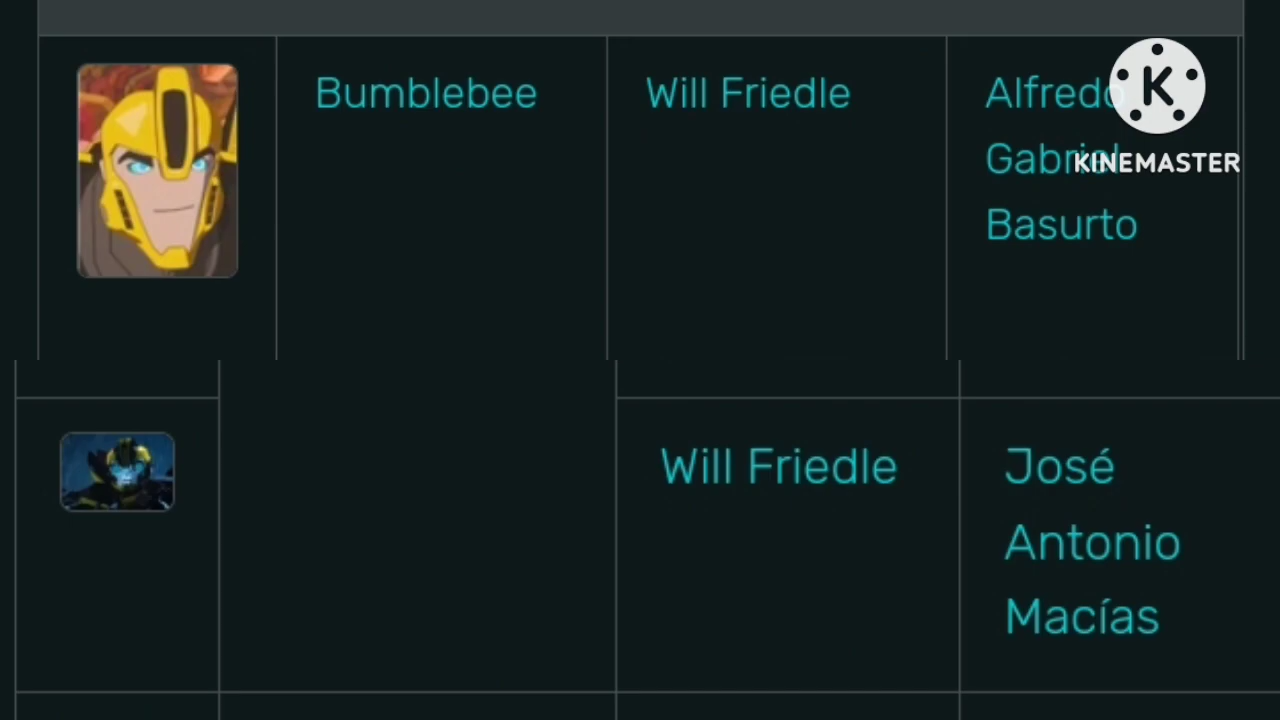 Bumblebee
Will Friedle
Alfredo
Gabriel
Basurto
K
KINEMASTER
Will Friedle
José
Antonio
Macías